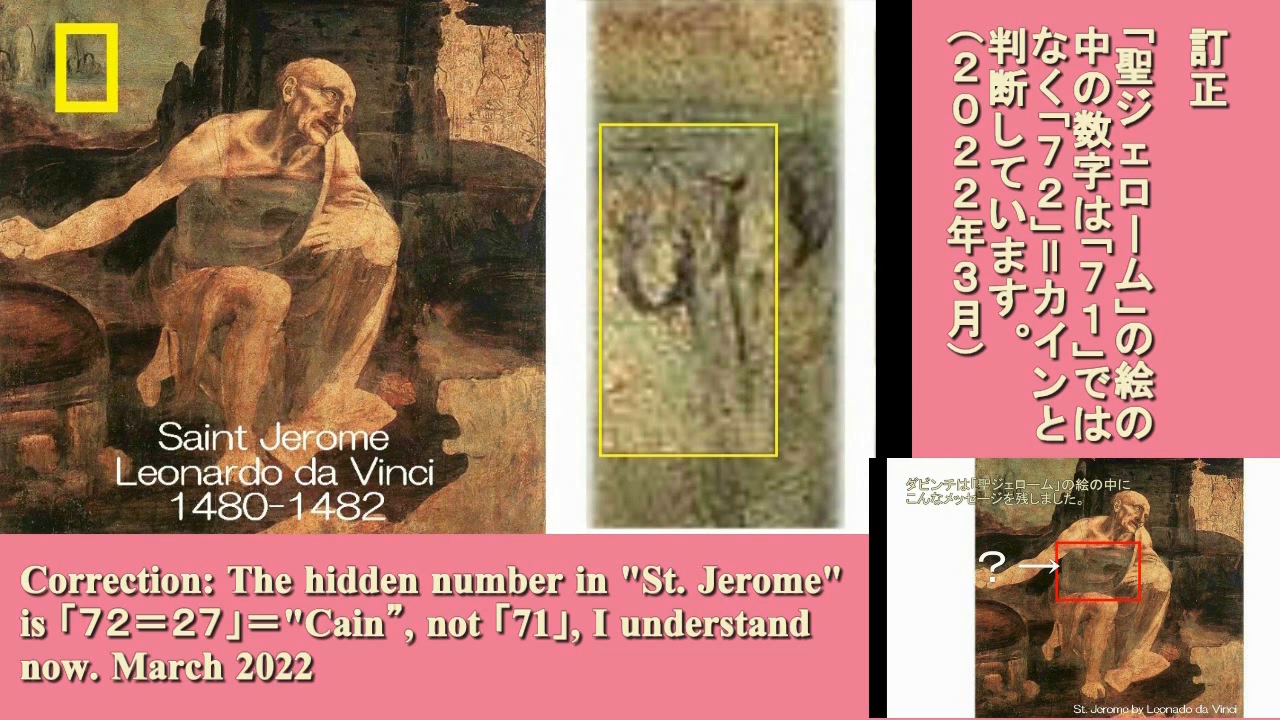 Saint Jerome
Leonardo da Vinci
1480-1482
訂正
「聖ジェローム」の絵の
中の数字は「７１」では
なく「７２」＝カインと
判断しています。
（２０２２年３月）
Correction: The hidden number in "St. Jerome"
is「７２＝２７」＝"Cain”, not「71」, I understand
now. March 2022
ダビンチは「聖ジェローム」の絵の中に
こんなメッセージを残しました。
？→
St. Jerome by Leonado da Vinci